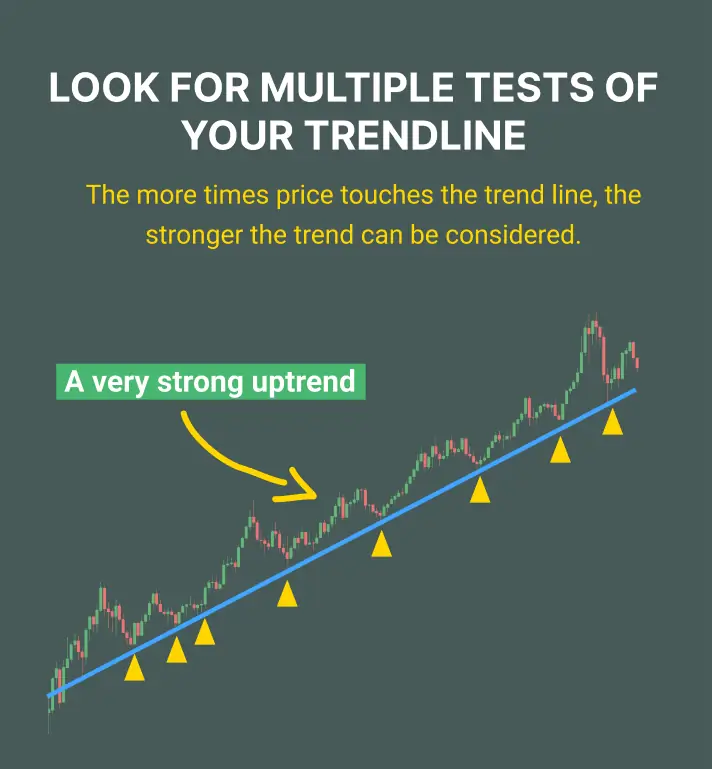 LOOK FOR MULTIPLE TESTS OF
YOUR TRENDLINE
The more times price touches the trend line, the
stronger the trend can be considered.
A very strong uptrend